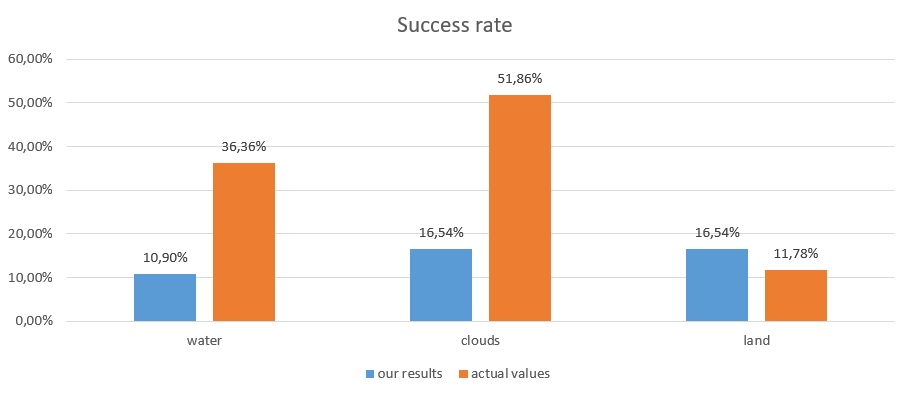 Success rate
60,00%
50,00%
40,00%
30,00%
20,00%
10,00%
0,00%
10,90%
36,36%
16,54%
51,86%
16,54%
11,78%
water
clouds
land
our results
actual values